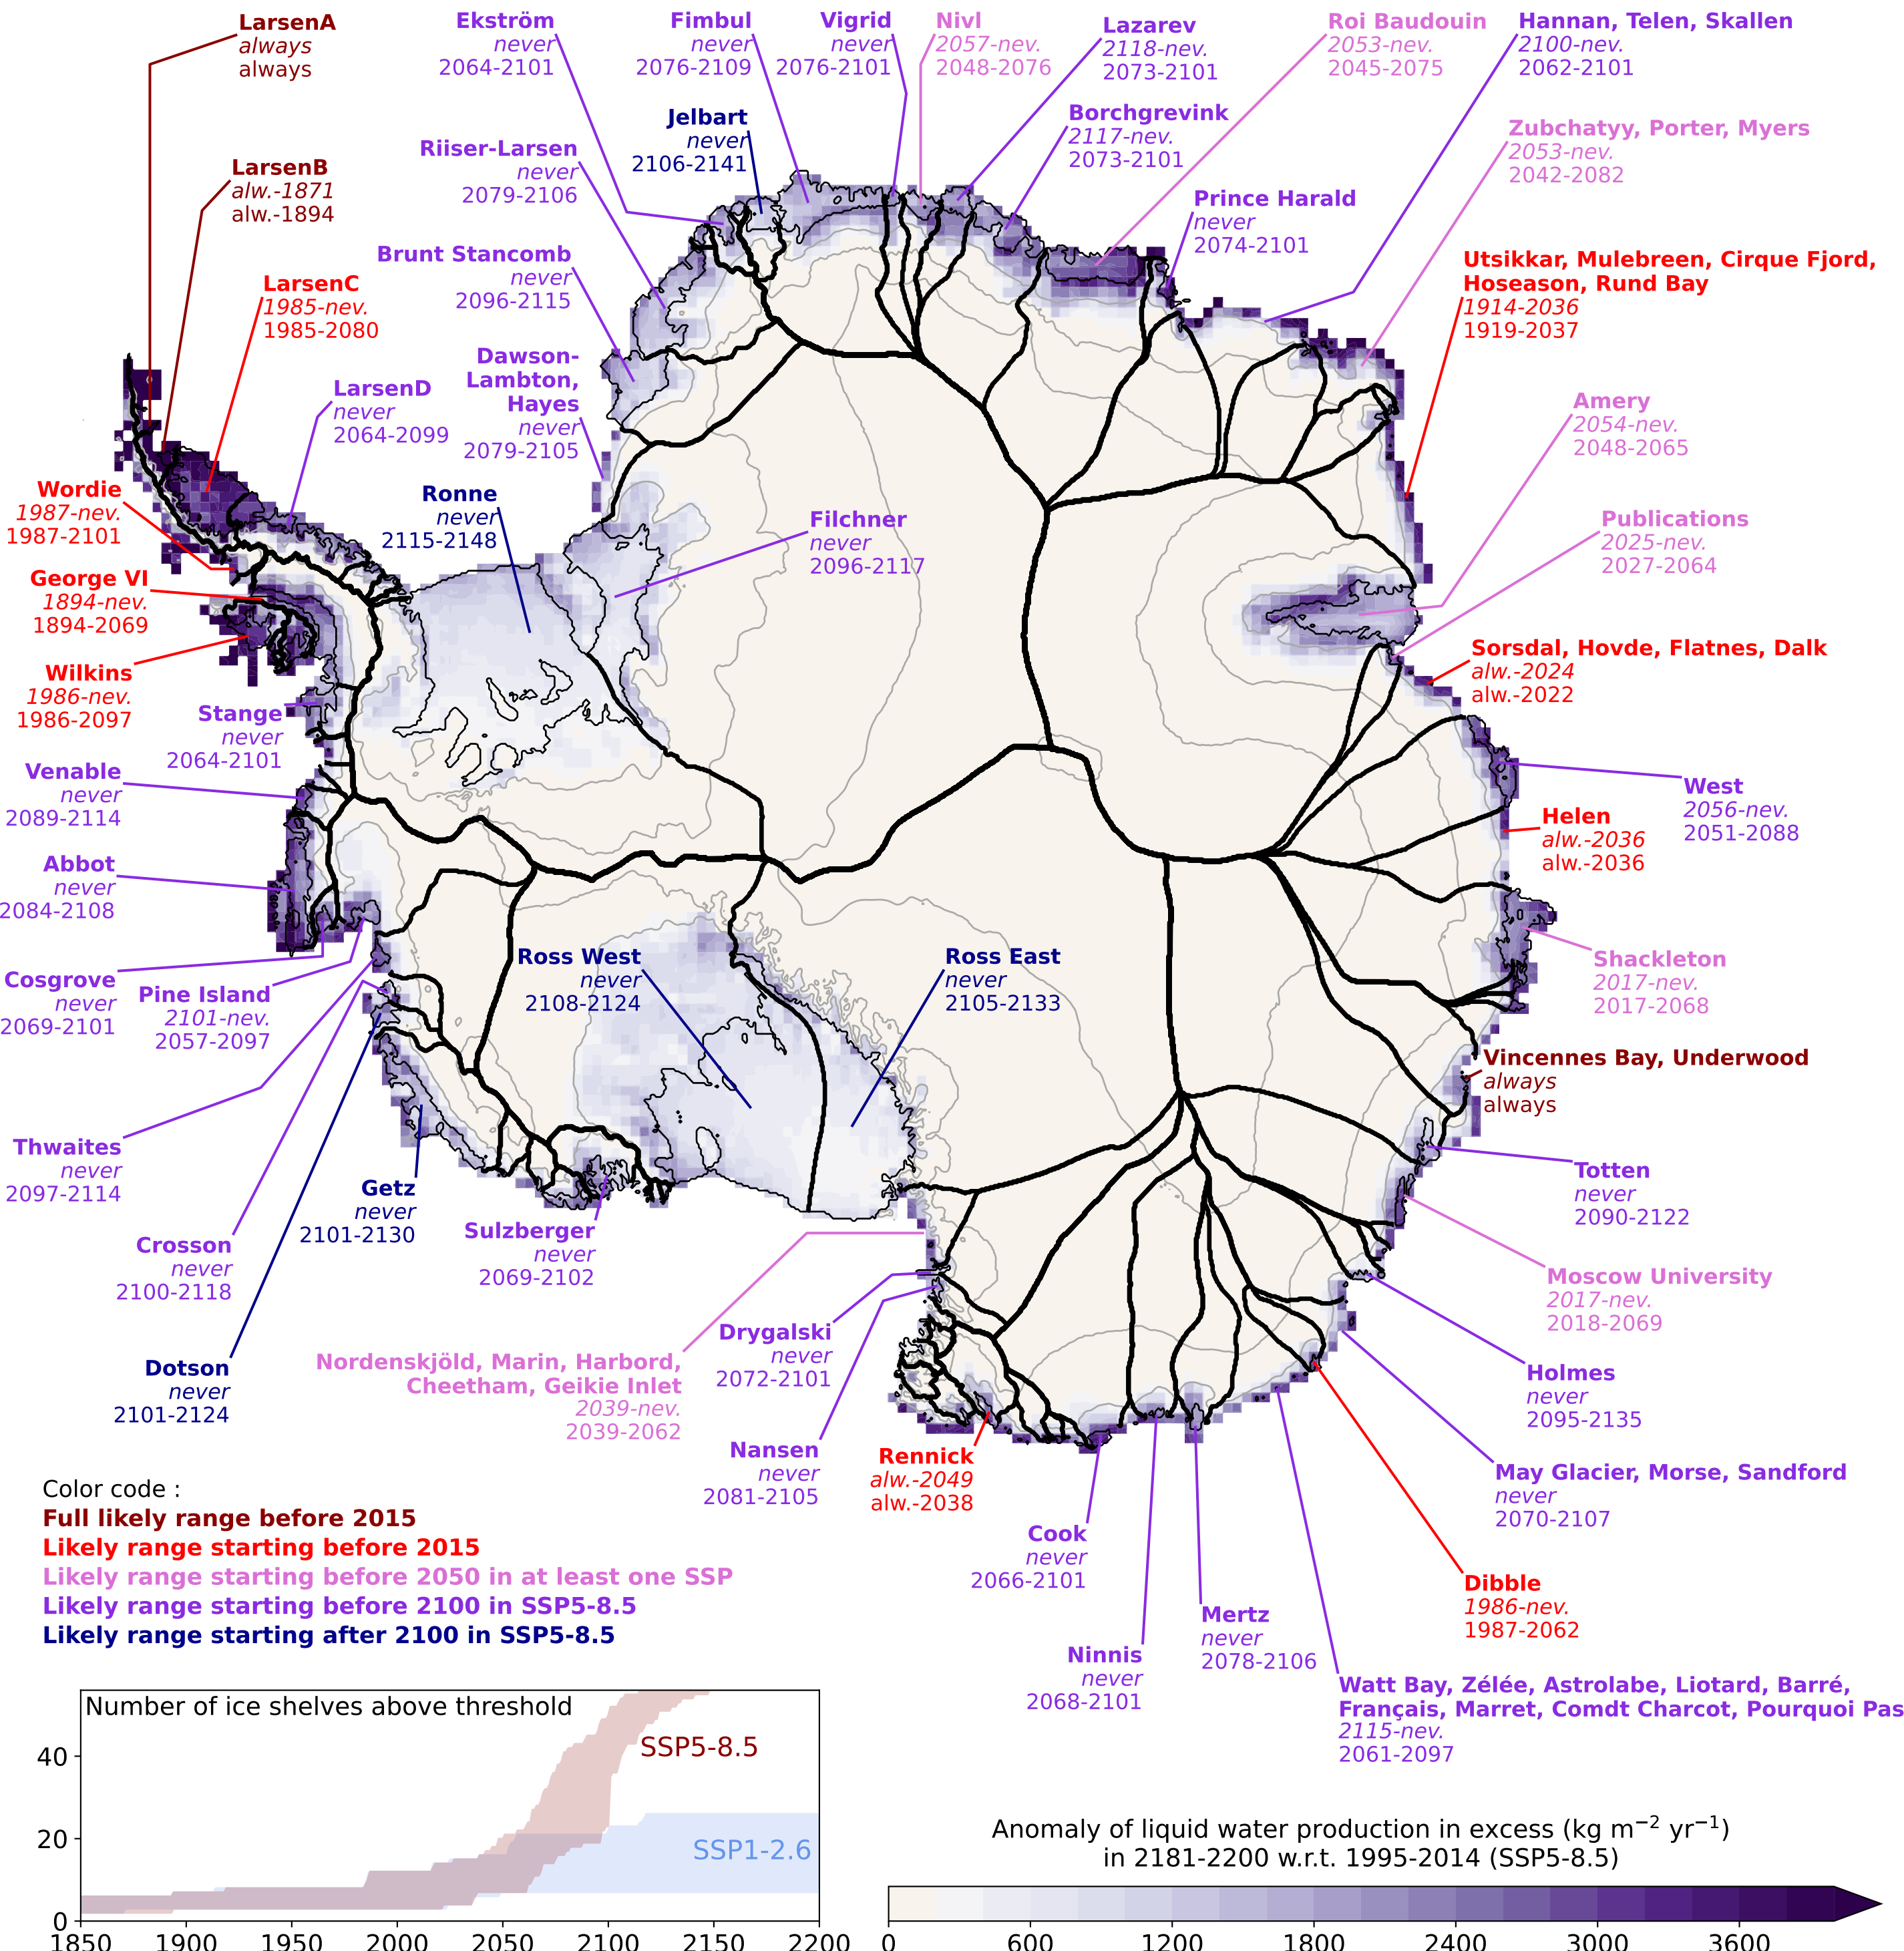 LarsenA
always
always
Ekström
never
2064-2101
Fimbul
never
2076-2109
Vigrid
never
2076-2101
Nivl
2057-nev.
2048-2076
Lazarev
2118-nev.
2073-2101
Roi Baudouin
2053-nev.
2045-2075
Hannan, Telen, Skallen
2100-nev.
2062-2101
Jelbart
never
2106-2141
Borchgrevink
2117-nev.
2073-2101
Zubchatyy, Porter, Myers
2053-nev.
2042-2082
LarsenB
alw.-1871
alw.-1894
Riiser-Larsen
never
2079-2106
Prince Harald
never
2074-2101
Brunt Stancomb
never
2096-2115
Utsikkar, Mulebreen, Cirque Fjord,
Hoseason, Rund Bay
1914-2036
1919-2037
LarsenC
1985-nev.
1985-2080
Dawson-
Lambton,
Hayes
never
2079-2105
LarsenD
never
2064-2099
Amery
2054-nev.
2048-2065
Wordie
1987-nev.
1987-2101
Ronne
never
2115-2148
Filchner
never
2096-2117
Publications
2025-nev.
2027-2064
George VI
1894-nev.
1894-2069
Wilkins
1986-nev.
1986-2097
Sorsdal, Hovde, Flatnes, Dalk
alw.-2024
alw.-2022
Stange
never
2064-2101
Venable
never
2089-2114
West
2056-nev.
2051-2088
Helen
alw.-2036
alw.-2036
Abbot
never
2084-2108
Ross West
never
2108-2124
Ross East
never
2105-2133
Shackleton
2017-nev.
2017-2068
Cosgrove
never
2069-2101
Pine Island
2101-nev.
2057-2097
Vincennes Bay, Underwood
always
always
Thwaites
never
2097-2114
Getz
never
2101-2130
Totten
never
2090-2122
Crosson
never
2100-2118
Sulzberger
never
2069-2102
Moscow University
2017-nev.
2018-2069
Dotson
never
2101-2124
Nordenskjöld, Marin, Harbord,
Cheetham, Geikie Inlet
2039-nev.
2039-2062
Drygalski
never
2072-2101
Holmes
never
2095-2135
Nansen
never
2081-2105
Rennick
alw.-2049
alw.-2038
May Glacier, Morse, Sandford
never
2070-2107
Cook
never
2066-2101
Dibble
1986-nev.
1987-2062
Mertz
never
2078-2106
Ninnis
never
2068-2101
Watt Bay, Zélée, Astrolabe, Liotard, Barré,
Français, Marret, Comdt Charcot, Pourquoi Pas
2115-nev.
2061-2097
Color code :
Full likely range before 2015
Likely range starting before 2015
Likely range starting before 2050 in at least one SSP
Likely range starting before 2100 in SSP5-8.5
Likely range starting after 2100 in SSP5-8.5
Number of ice shelves above threshold
SSP5-8.5
SSP1-2.6
40
20
0
1850 1900 1950 2000 2050 2100 2150 2200
Anomaly of liquid water production in excess (kg m⁻² yr⁻¹)
in 2181-2200 w.r.t. 1995-2014 (SSP5-8.5)
0 600 1200 1800 2400 3000 3600